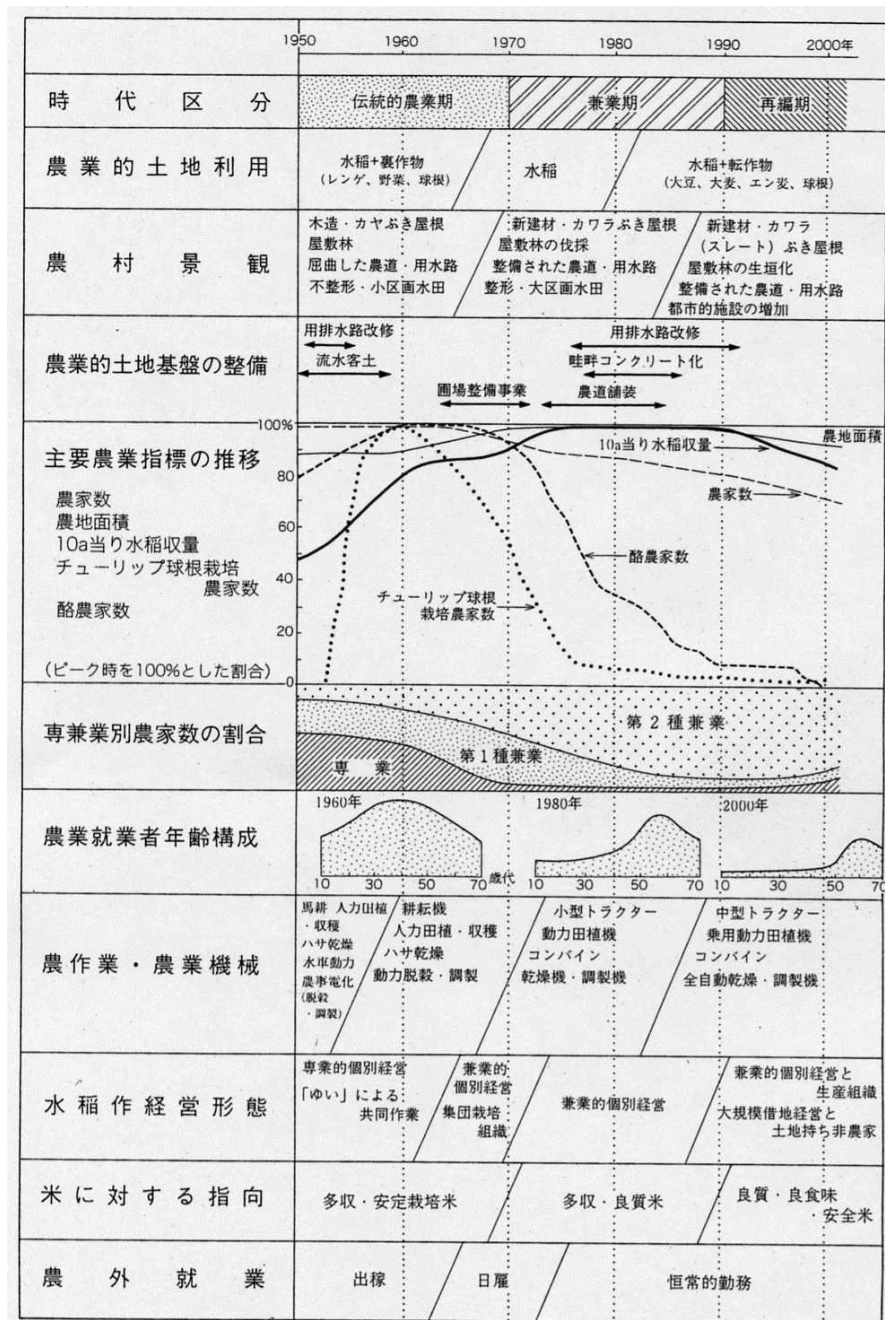 1950 1960 1970 1980 1990 2000年
時代区分
伝統的農業期 兼業期 再編期
農業的土地利用
水稲+裏作物
(レンゲ、野菜、球根)
水稲
水稲+転作物
(大豆、大麦、エン麦、球根)
農村景観
木造・カヤぶき屋根
屋敷林
屈曲した農道・用水路
不整形・小区画水田
新建材・カワラぶき屋根
屋敷林の伐採
整備された農道・用水路
整形・大区画水田
新建材・カワラ
(スレート)ぶき屋根
屋敷林の生垣化
整備された農道・用水路
都市的施設の増加
農業的土地基盤の整備
用排水路改修
流水客土
圃場整備事業
用排水路改修
畦畔コンクリート化
農道舗装
主要農業指標の推移
農家数
農地面積
10a当り水稲収量
チューリップ球根栽培
農家数
酪農家数
(ピーク時を100%とした割合)
100%
80
60
40
20
0
農地面積
10a当り水稲収量
農家数
酪農家数
チューリップ球根
栽培農家数
専兼業別農家数の割合
第2種兼業
第1種兼業
専業
農業就業者年齢構成
1960年
10 30 50 70
歳代
1980年
10 30 50 70
2000年
10 30 50 70
農作業・農業機械
馬耕 人力田植
・収穫
ハサ乾燥
水車動力
農事電化
(脱穀
・調製)
耕耘機
人力田植・収穫
ハサ乾燥
動力脱穀・調製
小型トラクター
動力田植機
コンバイン
乾燥機・調製機
中型トラクター
乗用動力田植機
コンバイン
全自動乾燥・調製機
水稲作経営形態
専業的個別経営
「ゆい」による
共同作業
兼業的
個別経営
集団栽培
組織
兼業的個別経営
兼業的個別経営と
生産組織
大規模借地経営と
土地持ち非農家
米に対する指向
多収・安定栽培米
多収・良質米
良質・良食味
・安全米
農外就業
出稼
日雇
恒常的勤務